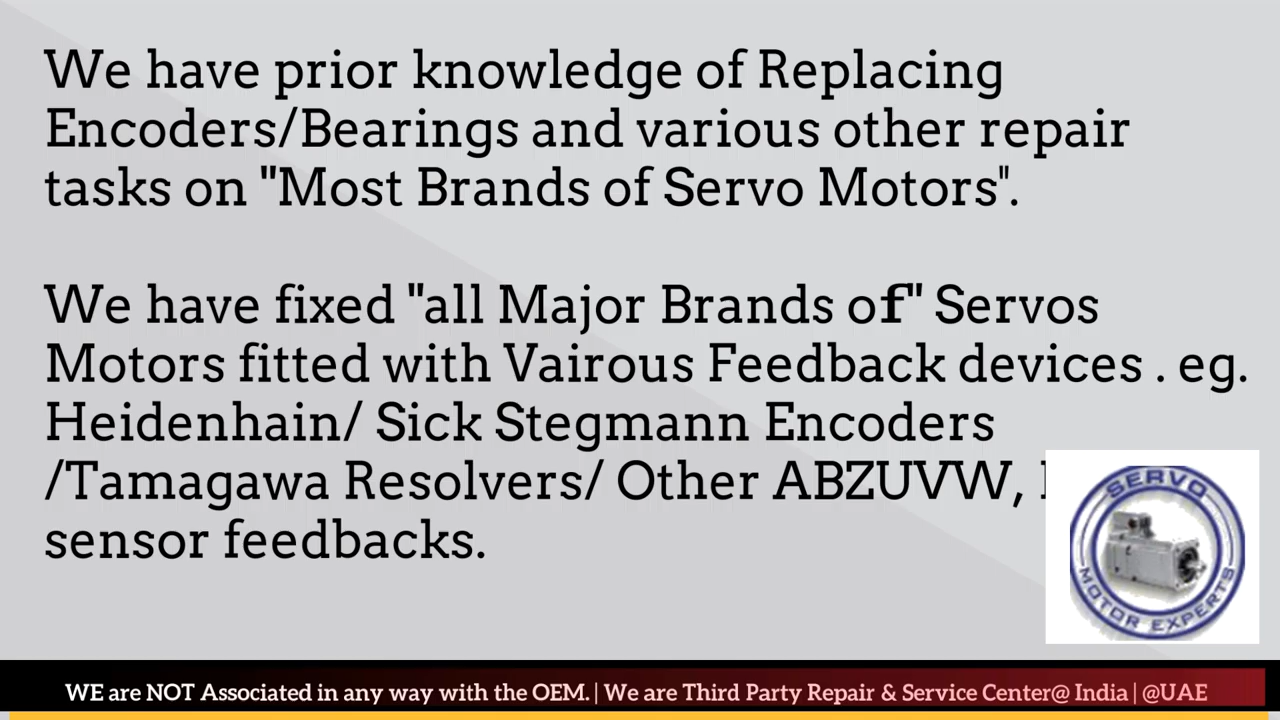 We have prior knowledge of Replacing
Encoders/Bearings and various other repair
tasks on "Most Brands of Servo Motors".
We have fixed "all Major Brands of" Servos
Motors fitted with Vairous Feedback devices . eg.
Heidenhain/ Sick Stegmann Encoders
/Tamagawa Resolvers/ Other ABZUVW,
sensor feedbacks.
SERVO
MOTOR EXPERTS
WE are NOT Associated in any way with the OEM. | We are Third Party Repair & Service Center@ India | @UAE